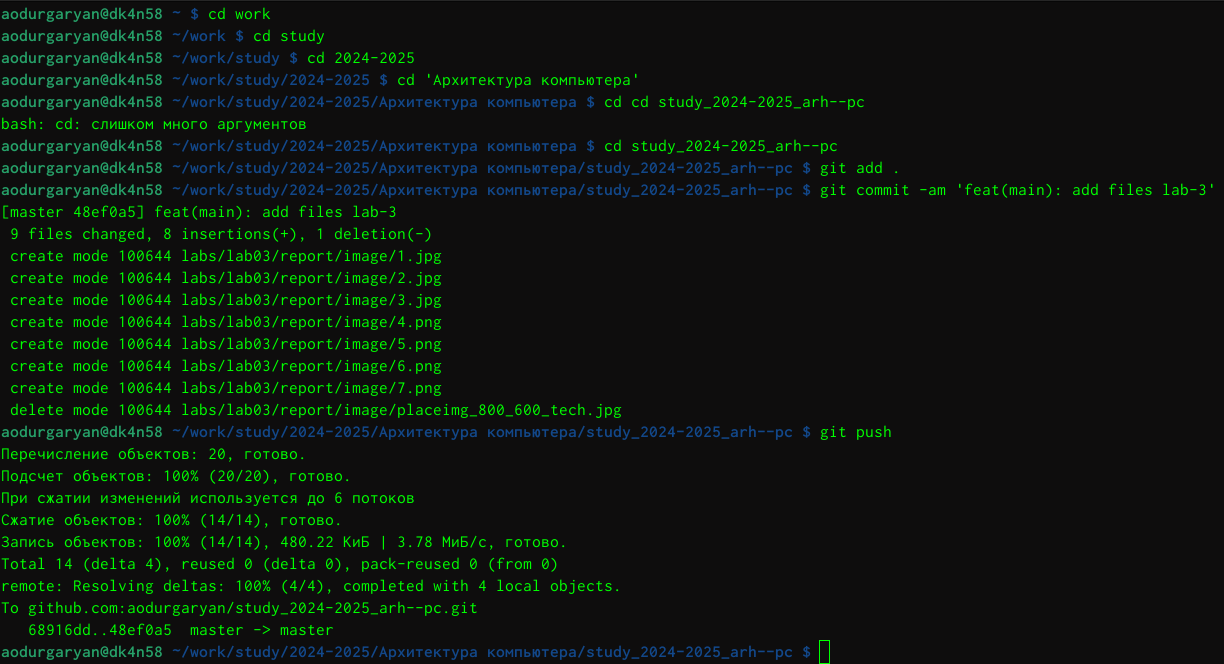 aodurgaryan@dk4n58 ~ $ cd work
aodurgaryan@dk4n58 ~/work $ cd study
aodurgaryan@dk4n58 ~/work/study $ cd 2024-2025
aodurgaryan@dk4n58 ~/work/study/2024-2025 $ cd 'Архитектура компьютера'
aodurgaryan@dk4n58 ~/work/study/2024-2025/Архитектура компьютера $ cd cd study_2024-2025_arh--pc
bash: cd: слишком много аргументов
aodurgaryan@dk4n58 ~/work/study/2024-2025/Архитектура компьютера $ cd study_2024-2025_arh--pc
aodurgaryan@dk4n58 ~/work/study/2024-2025/Архитектура компьютера/study_2024-2025_arh--pc $ git add .
aodurgaryan@dk4n58 ~/work/study/2024-2025/Архитектура компьютера/study_2024-2025_arh--pc $ git commit -am 'feat(main): add files lab-3'
[master 48ef0a5] feat(main): add files lab-3
 9 files changed, 8 insertions(+), 1 deletion(-)
 create mode 100644 labs/lab03/report/image/1.jpg
 create mode 100644 labs/lab03/report/image/2.jpg
 create mode 100644 labs/lab03/report/image/3.jpg
 create mode 100644 labs/lab03/report/image/4.png
 create mode 100644 labs/lab03/report/image/5.png
 create mode 100644 labs/lab03/report/image/6.png
 create mode 100644 labs/lab03/report/image/7.png
 delete mode 100644 labs/lab03/report/image/placeimg_800_600_tech.jpg
aodurgaryan@dk4n58 ~/work/study/2024-2025/Архитектура компьютера/study_2024-2025_arh--pc $ git push
Перечисление объектов: 20, готово.
Подсчет объектов: 100% (20/20), готово.
При сжатии изменений используется до 6 потоков
Сжатие объектов: 100% (14/14), готово.
Запись объектов: 100% (14/14), 480.22 КиБ | 3.78 МиБ/с, готово.
Total 14 (delta 4), reused 0 (delta 0), pack-reused 0 (from 0)
remote: Resolving deltas: 100% (4/4), completed with 4 local objects.
To github.com:aodurgaryan/study_2024-2025_arh--pc.git
   68916dd..48ef0a5  master -> master
aodurgaryan@dk4n58 ~/work/study/2024-2025/Архитектура компьютера/study_2024-2025_arh--pc $